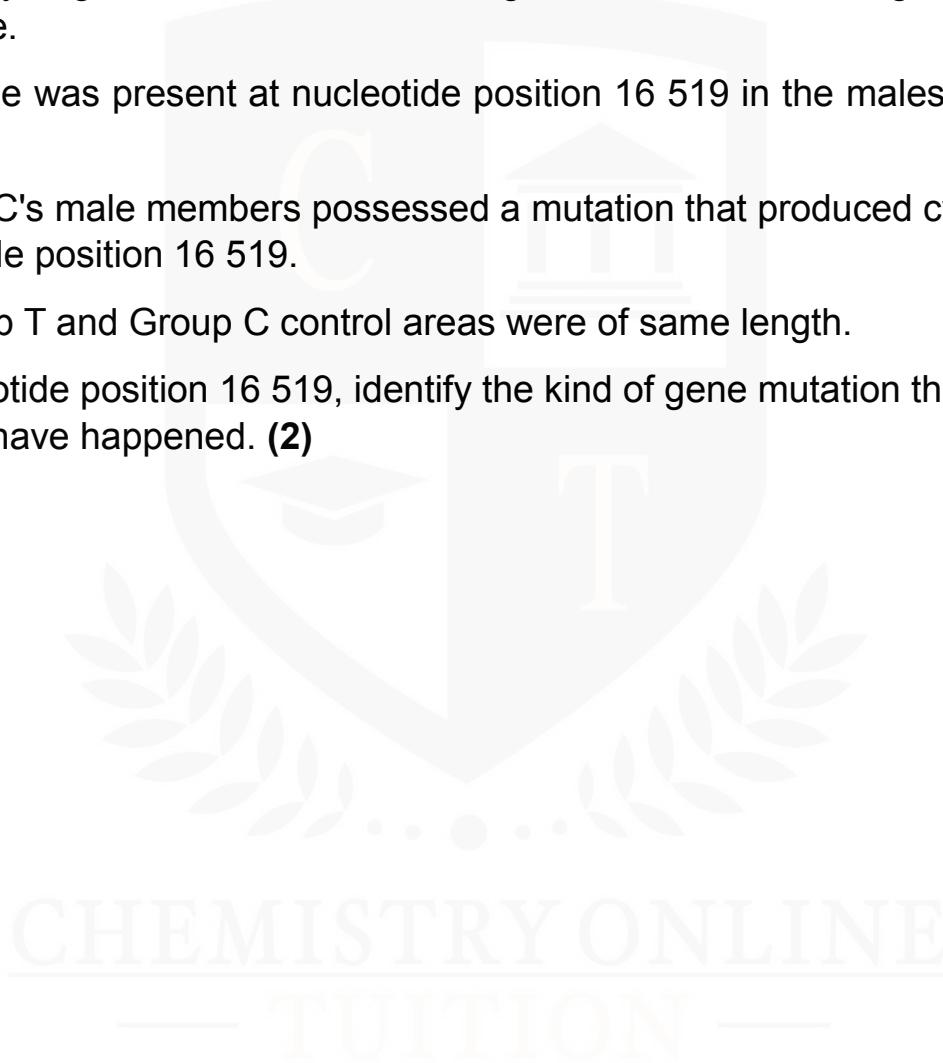 e.
e was present at nucleotide position 16 519 in the males
C's male members possessed a mutation that produced c
le position 16 519.
o T and Group C control areas were of same length.
otide position 16 519, identify the kind of gene mutation th
have happened. (2)
C
T
CHEMISTRY ONLINE
TUITION